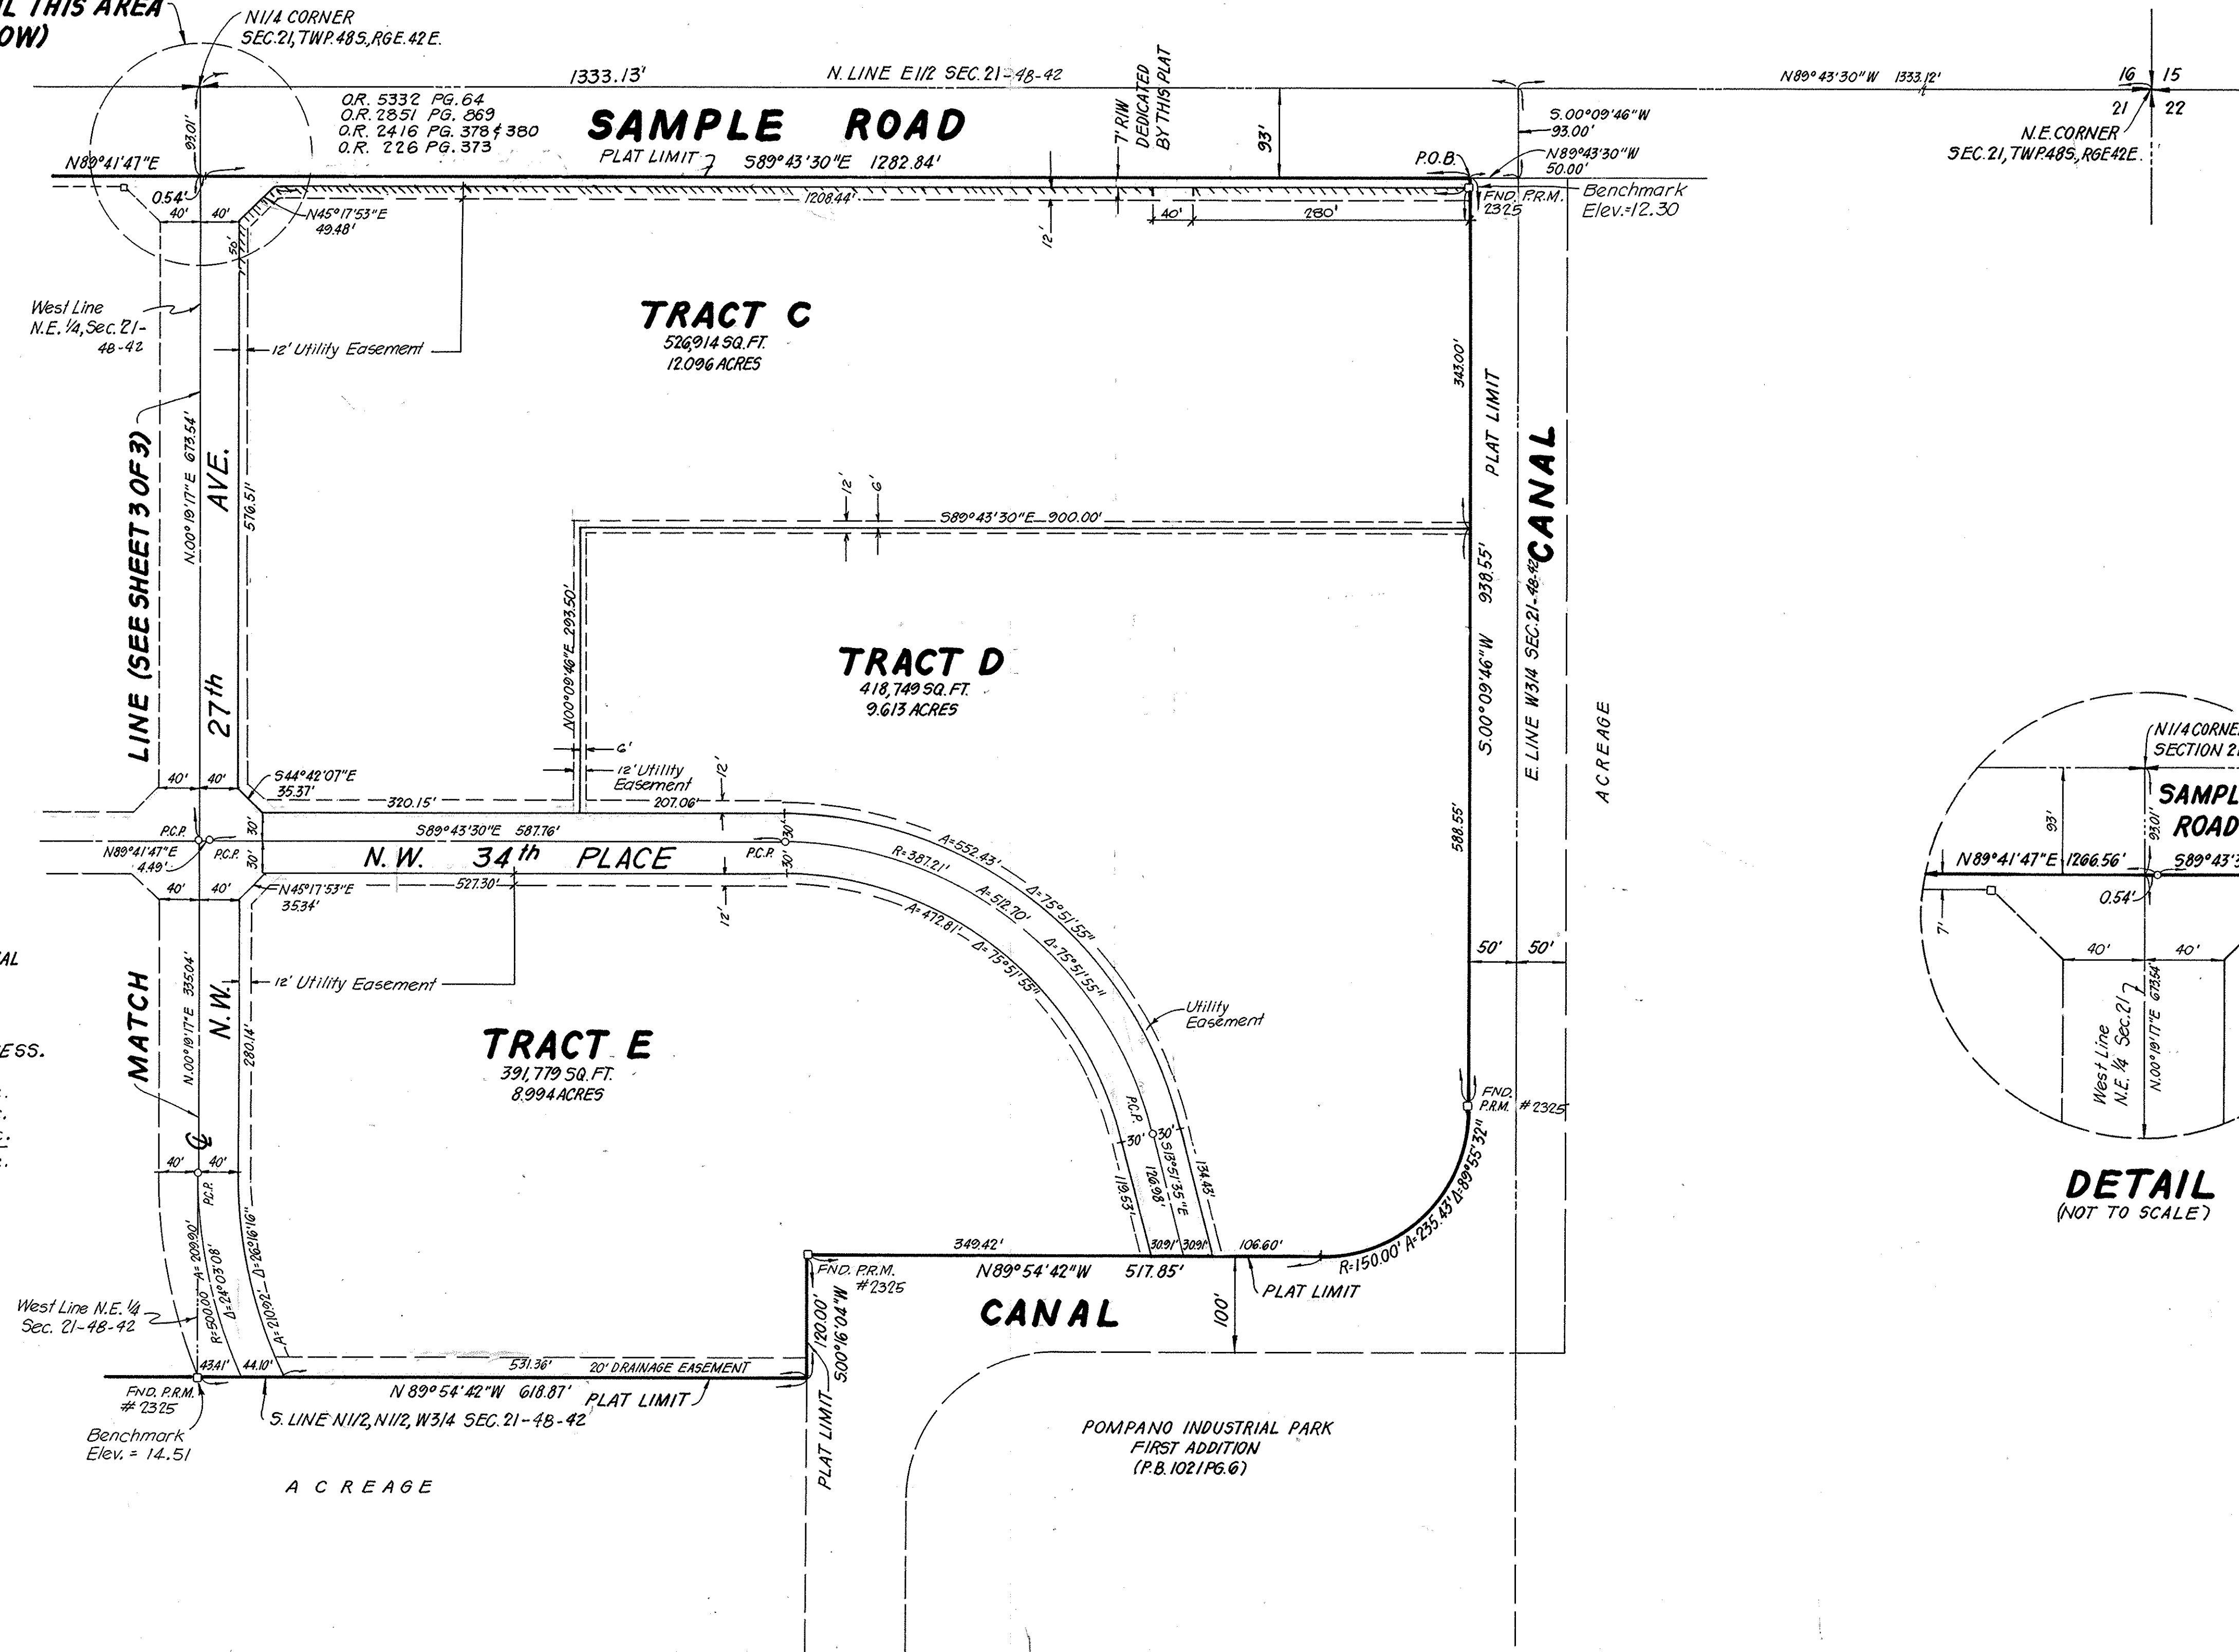 L THIS AREA
OW)
N1/4 CORNER
SEC.21, TWP.48S., RGE.42E.
1333.13'
N. LINE E1/2 SEC. 21-48-42
N89°43'30"W 1333.12'
16 15
21 22
N.E. CORNER
SEC.21, TWP.48S., RGE42E.
O.R. 5332 PG. 64
O.R. 2851 PG. 869
O.R. 2416 PG. 378 & 380
O.R. 226 PG. 373
SAMPLE ROAD
7' R/W
DEDICATED
BY THIS PLAT
93'
S.00°09'46"W
93.00'
N89°43'30"W
50.00'
93.01'
N89°41'47"E
PLAT LIMIT
S89°43'30"E 1282.84'
P.O.B.
0.54'
40' 40'
N45°17'53"E
49.48'
50'
1208.44'
12'
40'
280'
FND. P.R.M.
2325
Benchmark
Elev.=12.30
West Line
N.E. 1/4, Sec. 21-
48-42
12' Utility Easement
TRACT C
526,914 SQ.FT.
12.096 ACRES
343.00'
PLAT LIMIT
CANAL
LINE (SEE SHEET 3 OF 3)
N.00°19'17"E 673.54'
27th AVE.
576.51'
12'
6'
S89°43'30"E 900.00'
N00°09'46"E 293.50'
TRACT D
418,749 SQ.FT.
9.613 ACRES
S.00°09'46"W 938.55'
E. LINE W3/4 SEC. 21-48-42
ACREAGE
6'
12' Utility
Easement
40' 40'
S44°42'07"E
35.37'
320.15'
207.06'
12'
P.C.P.
30'
S89°43'30"E 587.76'
30'
N89°41'47"E
4.49'
P.C.P.
30'
N.W. 34th PLACE
P.C.P.
30'
588.55'
40' 40'
N45°17'53"E
35.34'
527.30'
12'
A=552.43' Δ=75°51'55"
R=387.21' A=512.70' Δ=75°51'55"
A=472.81' Δ=75°51'55"
50' 50'
AL
ESS.
MATCH
N.00°19'17"E 335.04'
N.W.
12' Utility Easement
280.14'
Utility
Easement
TRACT E
391,779 SQ.FT.
8.994 ACRES
FND.
P.R.M. #2325
P.C.P.
30' 30'
119.53'
S13°51'35"E
126.98'
134.43'
40' 40'
P.C.P.
A=209.90'
R=500.00'
Δ=24°03'08"
A=210.92' Δ=26°16'16"
West Line N.E. 1/4
Sec. 21-48-42
349.42'
30.91' 30.91'
106.60'
R=150.00' A=235.43' Δ=89°55'32"
FND. P.R.M.
#2325
N89°54'42"W 517.85'
PLAT LIMIT
CANAL
100'
120.00'
S.00°16'04"W
43.41' 44.10'
531.36'
20' DRAINAGE EASEMENT
FND. P.R.M.
# 2325
N 89°54'42"W 618.87'
PLAT LIMIT
S. LINE N1/2, N1/2, W3/4 SEC. 21-48-42
Benchmark
Elev. = 14.51
PLAT LIMIT
ACREAGE
POMPANO INDUSTRIAL PARK
FIRST ADDITION
(P.B. 102/PG.6)
N1/4 CORNE
SECTION 2
SAMPL
ROAD
93'
93.01'
N89°41'47"E 1266.56'
S89°43'3
0.54'
7'
40' 40'
West Line
N.E. 1/4 Sec. 21
N.00°19'17"E 673.54'
DETAIL
(NOT TO SCALE)